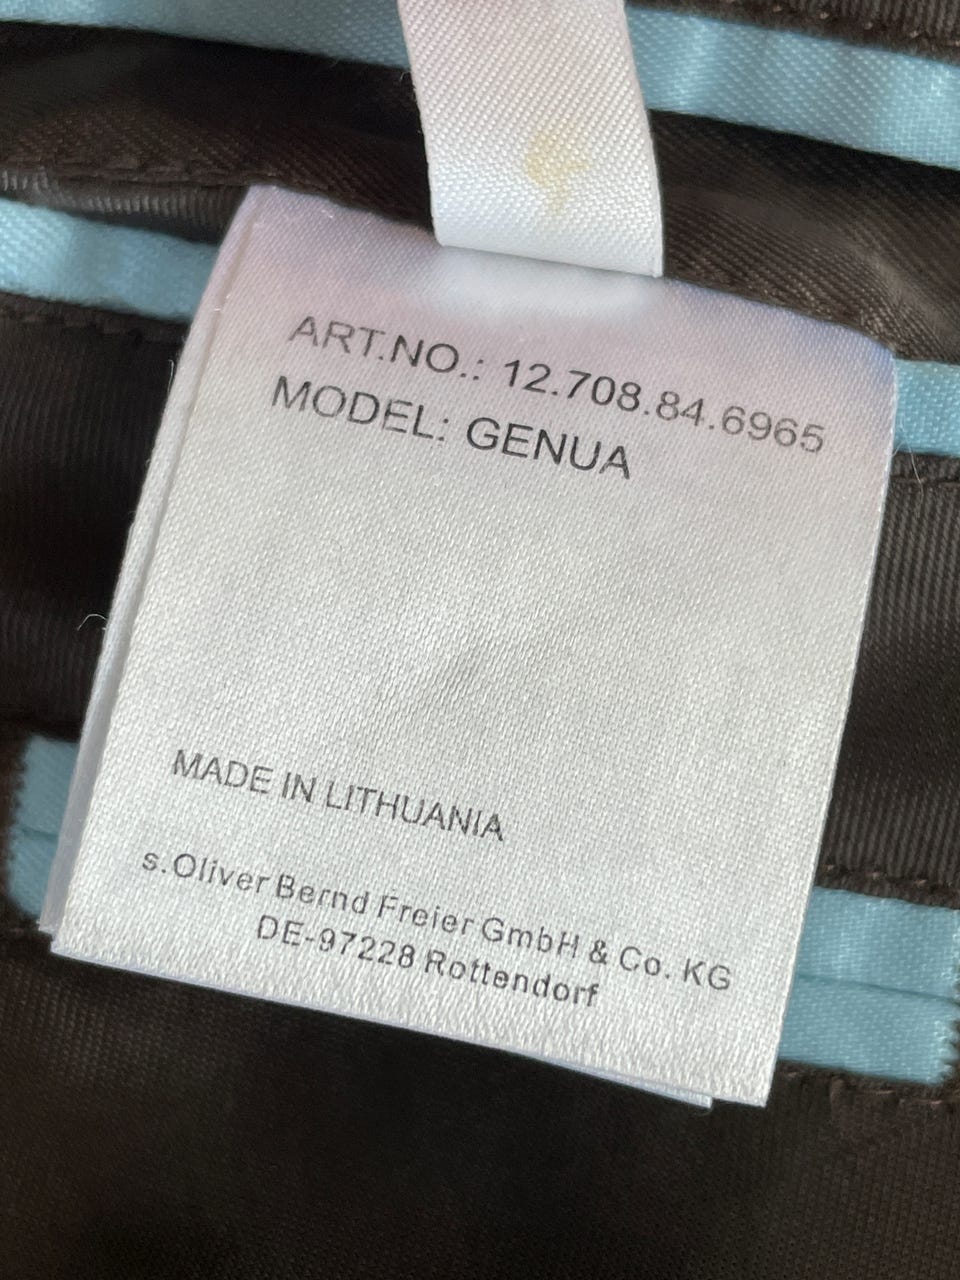 ART.NO.: 12.708.84.6965
MODEL: GENUA
MADE IN LITHUANIA
s.Oliver Bernd Freier GmbH & Co. KG
DE-97228 Rottendorf